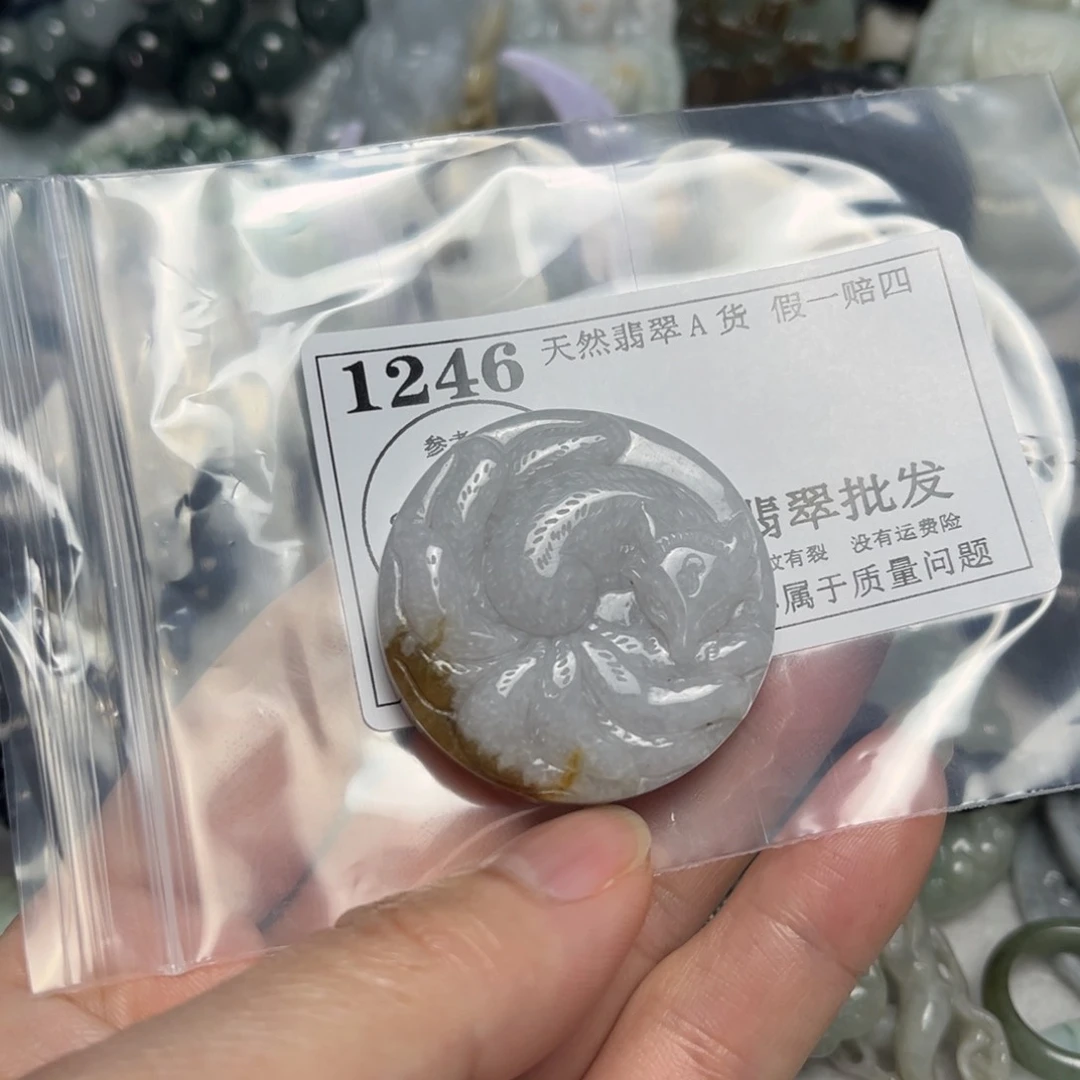 1246 天然翡翠A货 假一赔四
参考
翡翠批发
纹有裂 没有运费险
属于质量问题